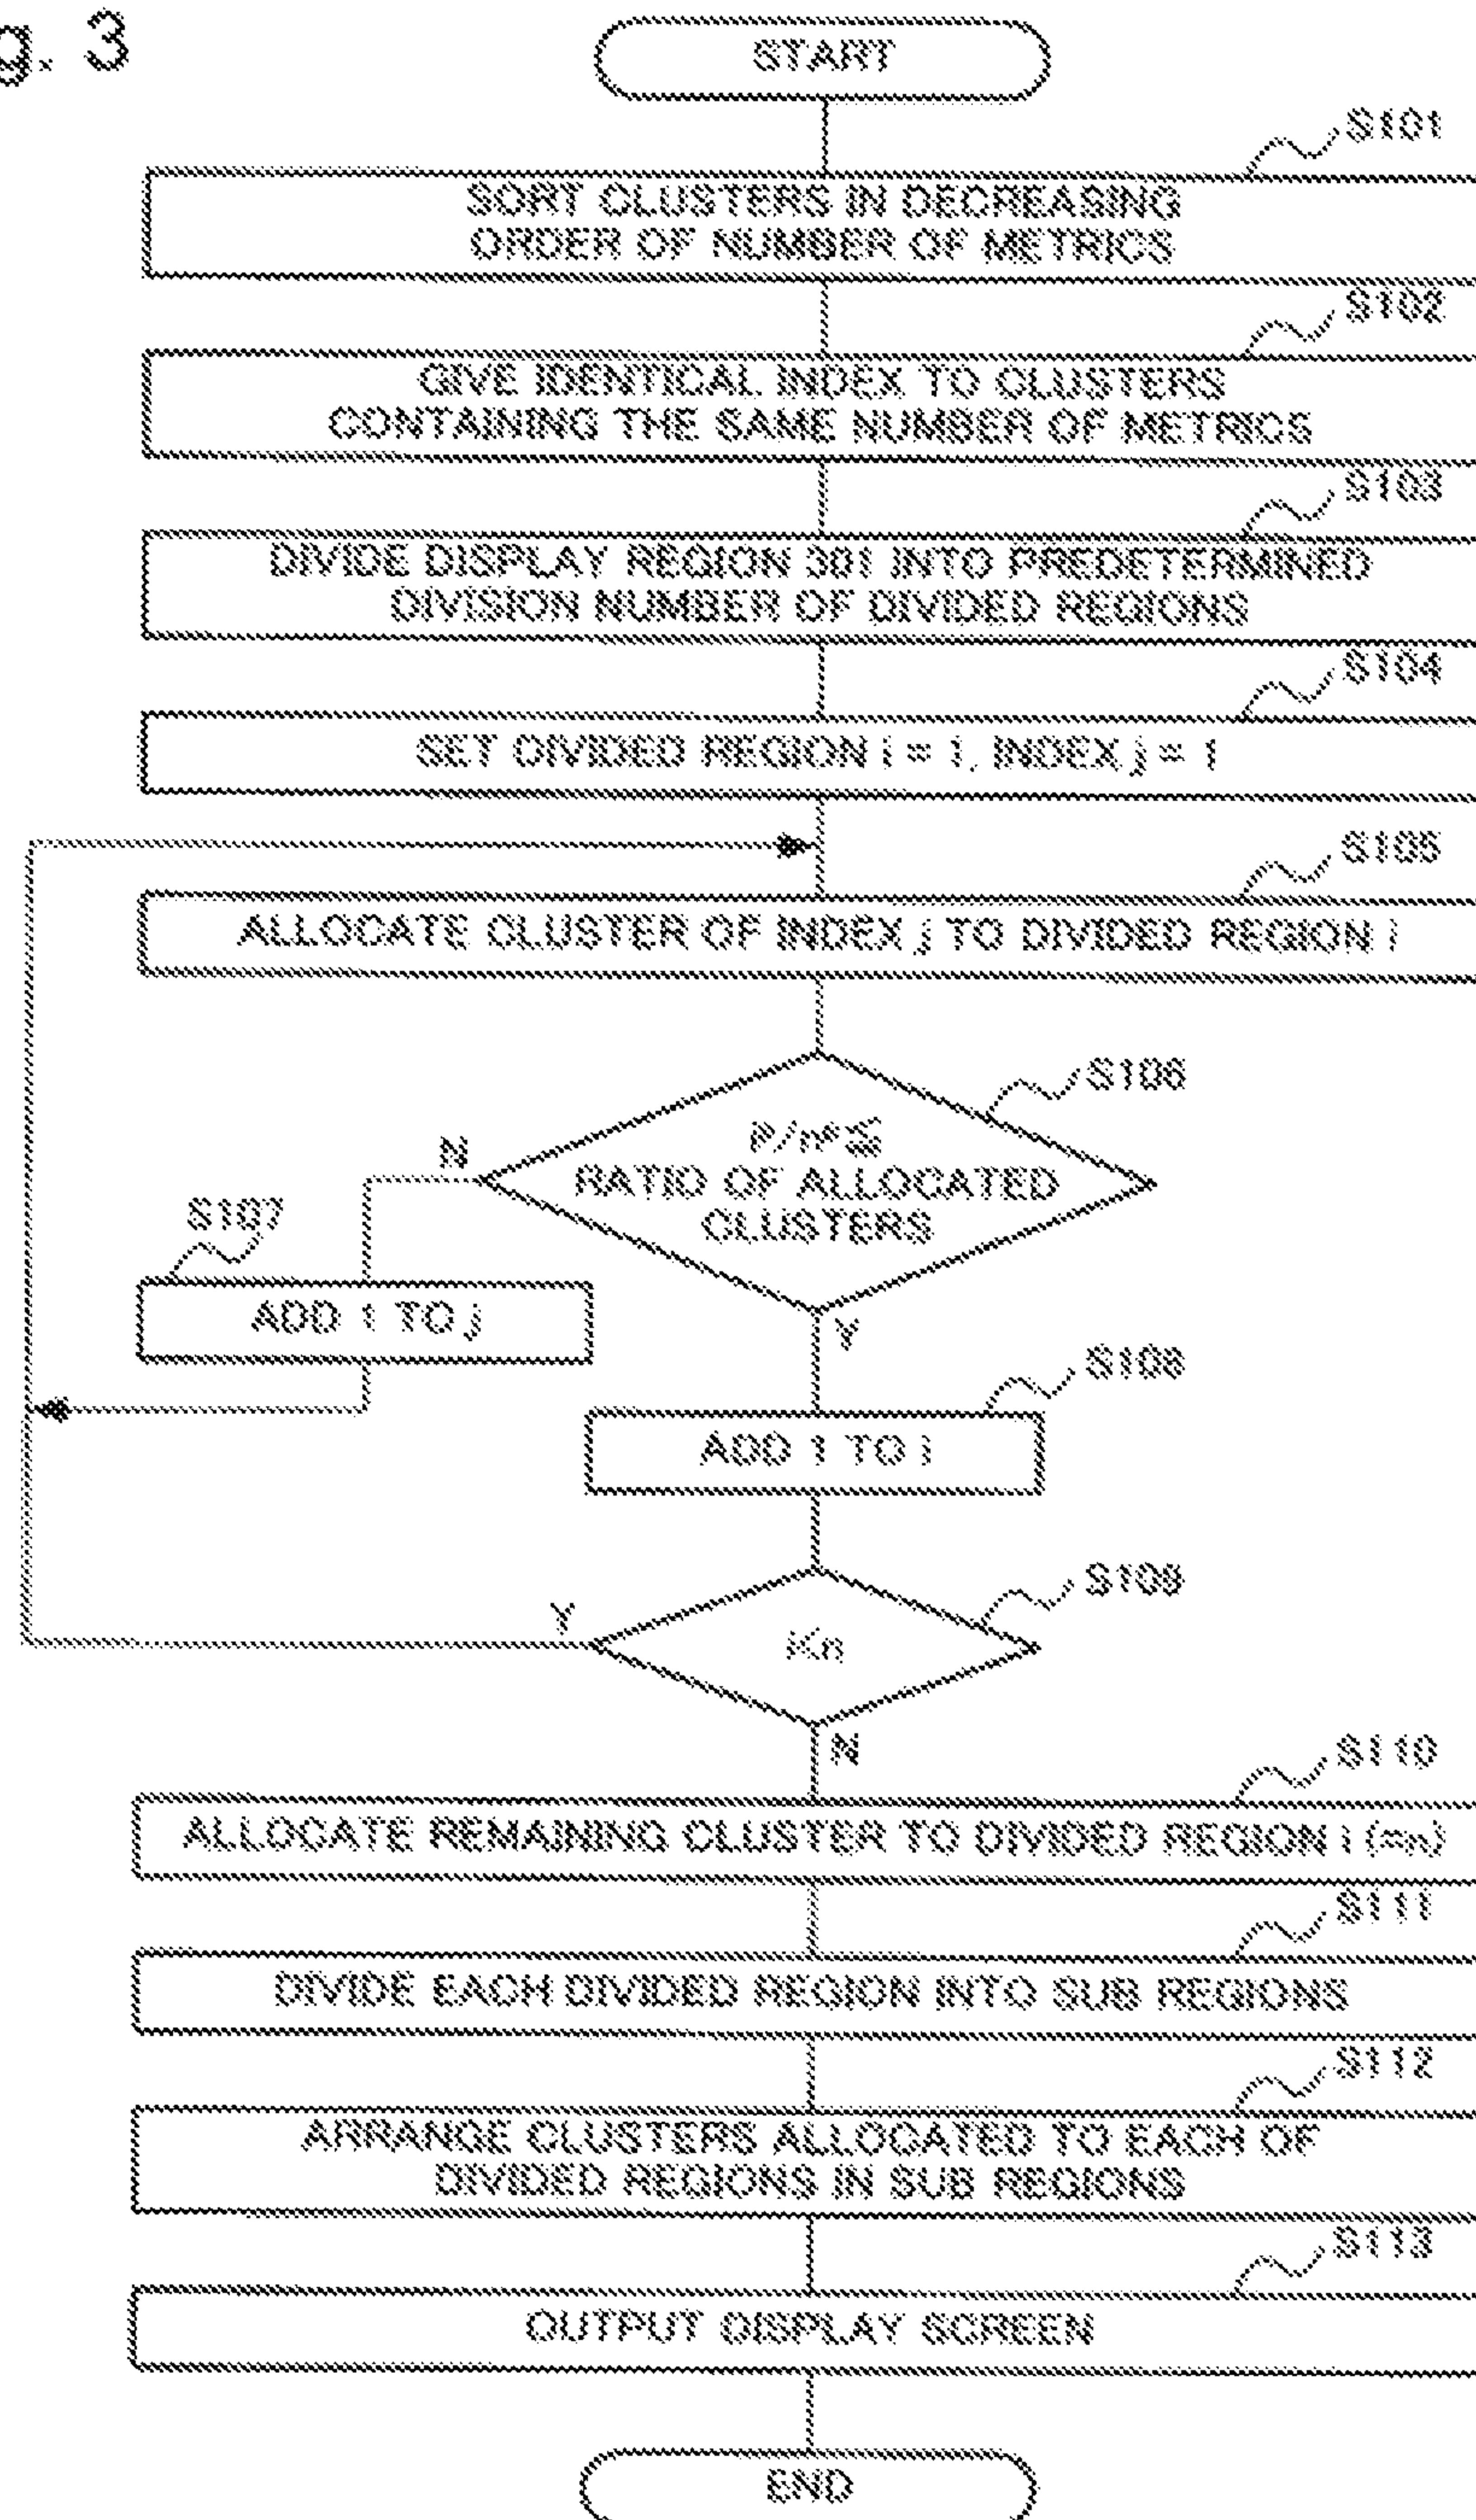 g. 3
START
S101
SORT CLUSTERS IN DECREASING
ORDER OF NUMBER OF METRICS
S102
GIVE IDENTICAL INDEX TO CLUSTERS
CONTAINING THE SAME NUMBER OF METRICS
S103
DIVIDE DISPLAY REGION 301 INTO PREDETERMINED
DIVISION NUMBER OF DIVIDED REGIONS
S104
SET DIVIDED REGION i = 1, INDEX j = 1
S105
ALLOCATE CLUSTER OF INDEX j TO DIVIDED REGION i
S106
RATIO OF ALLOCATED
CLUSTERS
N
Y
S107
ADD 1 TO j
S108
ADD 1 TO i
S109
i<n
Y
N
S110
ALLOCATE REMAINING CLUSTER TO DIVIDED REGION i (=n)
S111
DIVIDE EACH DIVIDED REGION INTO SUB REGIONS
S112
ARRANGE CLUSTERS ALLOCATED TO EACH OF
DIVIDED REGIONS IN SUB REGIONS
S113
OUTPUT DISPLAY SCREEN
END